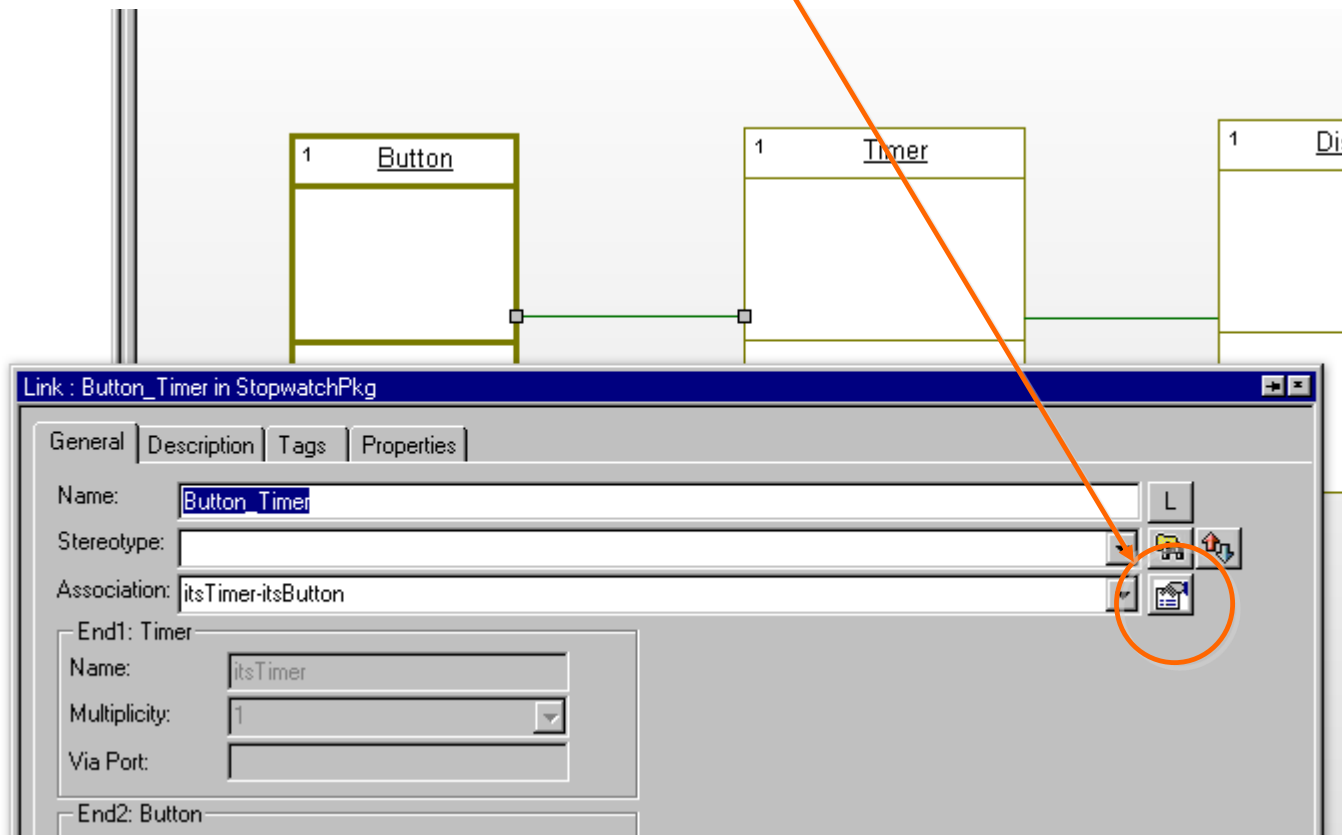 1 Button
1 Timer
1 Di
Link : Button_Timer in StopwatchPkg
General Description Tags Properties
Name: Button_Timer L
Stereotype:
Association: itsTimer-itsButton
End1: Timer
Name: itsTimer
Multiplicity: 1
Via Port:
End2: Button